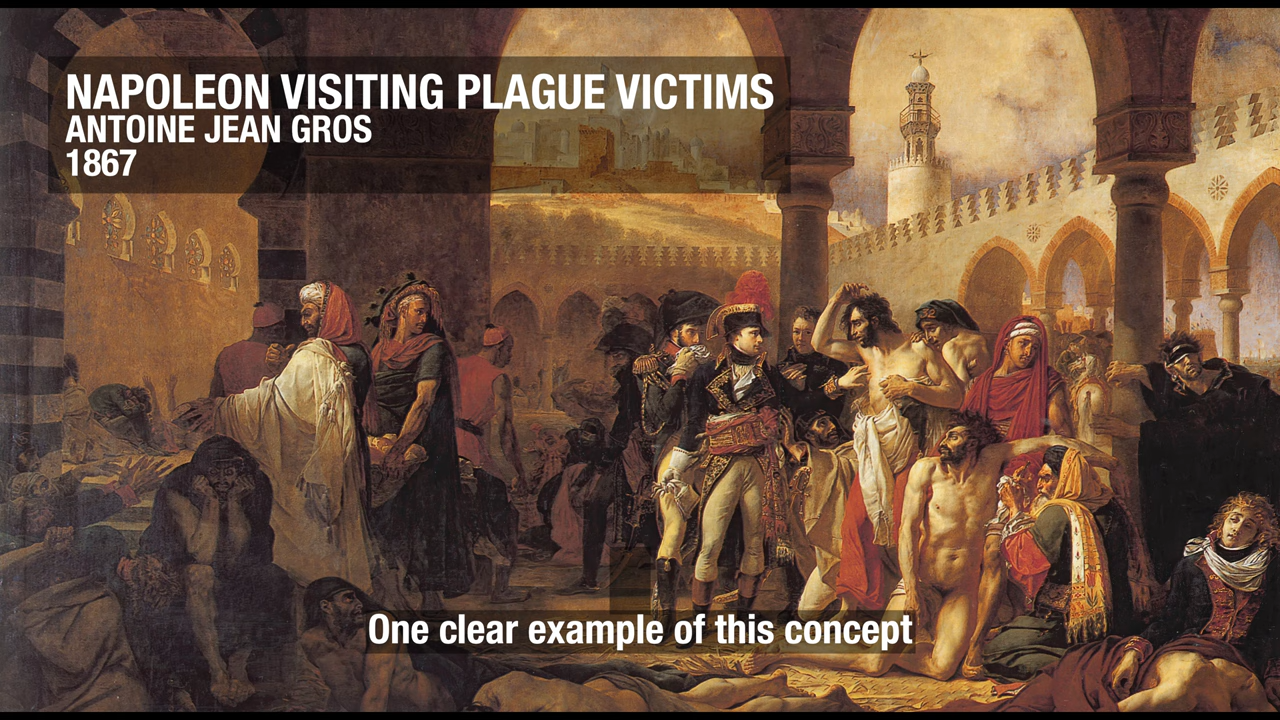 NAPOLEON VISITING PLAGUE VICTIMS
ANTOINE JEAN GROS
1867
One clear example of this concept